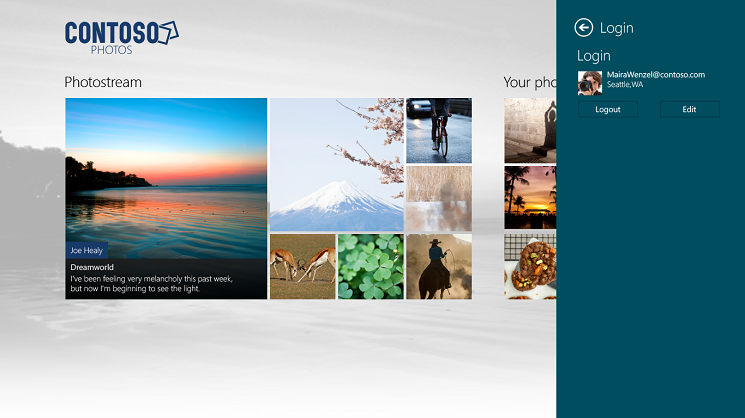 CONTOSO
PHOTOS
Photostream
Joe Healy
Dreamworld
I've been feeling very melancholy this past week,
but now I'm beginning to see the light.
Your pho
Login
Login
MairaWenzel@contoso.com
Seattle,WA
Logout
Edit